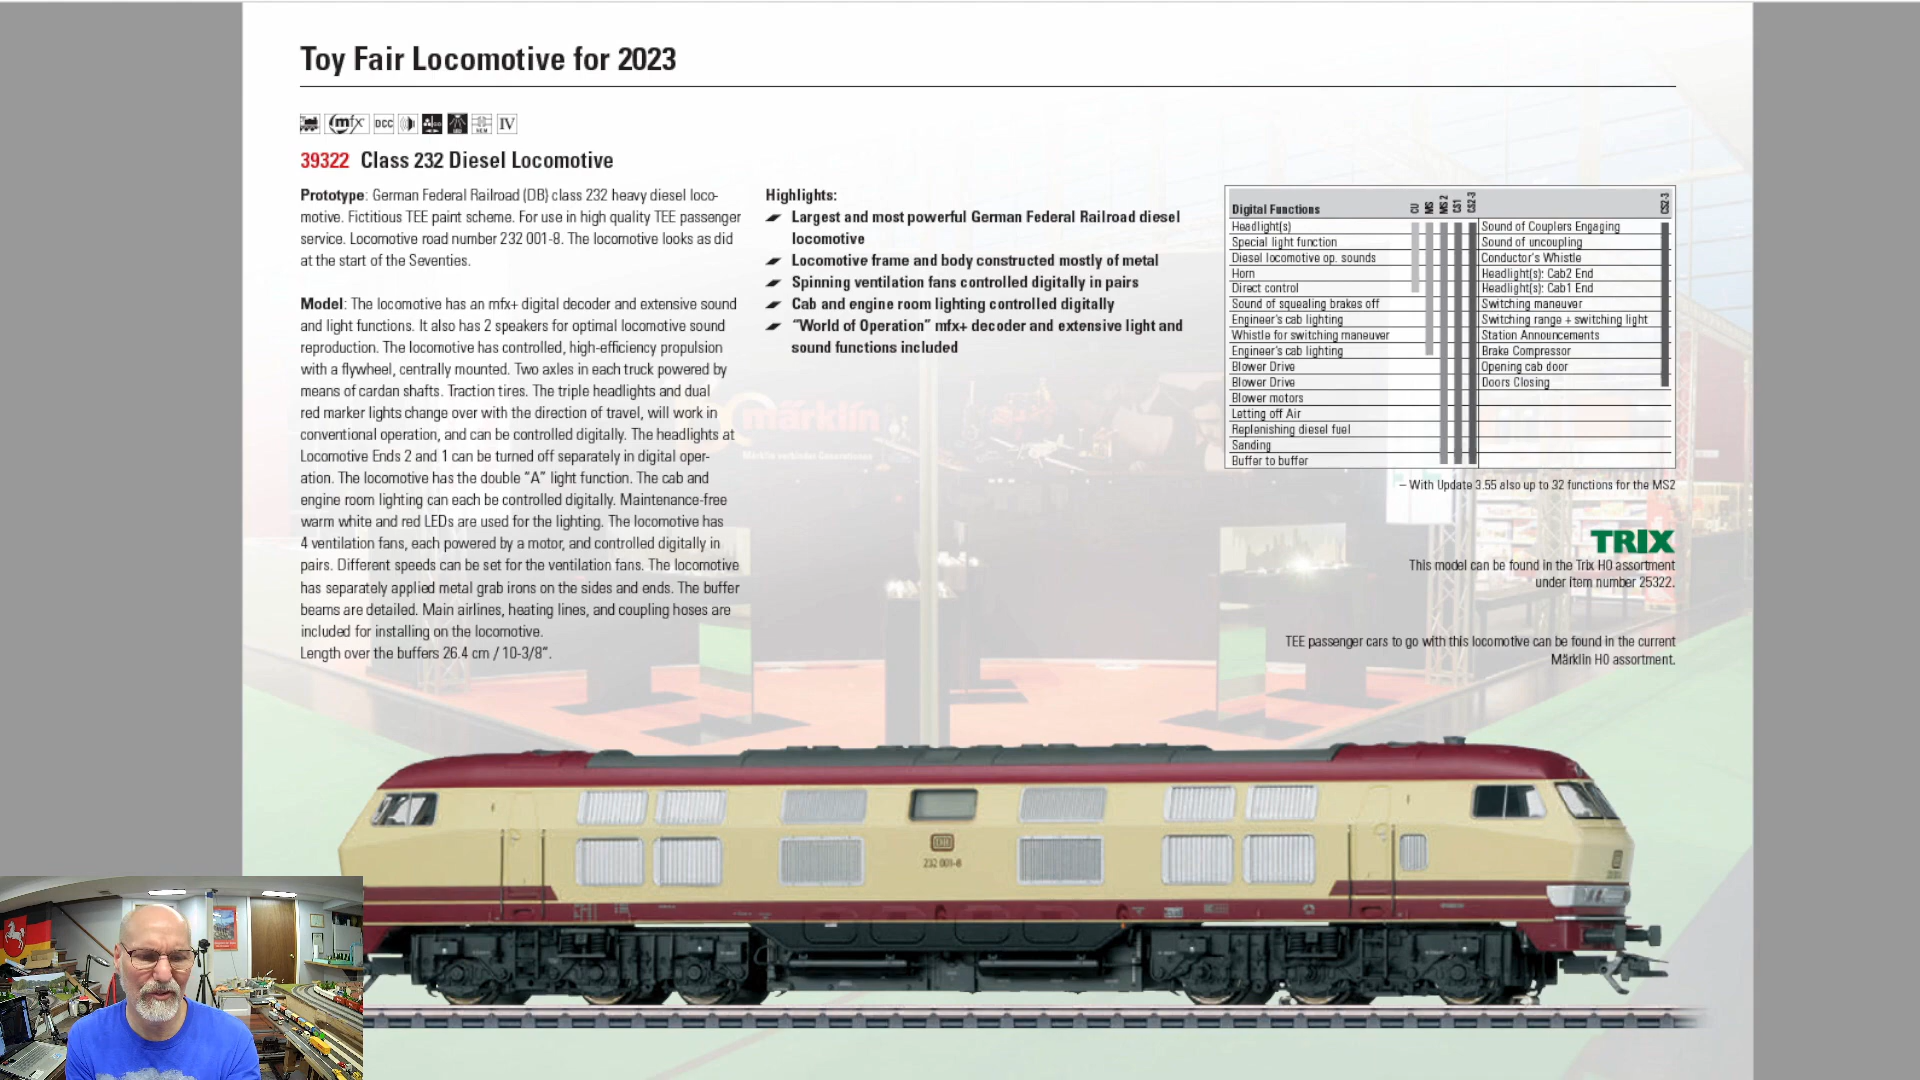 Toy Fair Locomotive for 2023
mfx DCC LED NEM IV
39322 Class 232 Diesel Locomotive
Prototype: German Federal Railroad (DB) class 232 heavy diesel loco-
motive. Fictitious TEE paint scheme. For use in high quality TEE passenger
service. Locomotive road number 232 001-8. The locomotive looks as did
at the start of the Seventies.
Model: The locomotive has an mfx+ digital decoder and extensive sound
and light functions. It also has 2 speakers for optimal locomotive sound
reproduction. The locomotive has controlled, high-efficiency propulsion
with a flywheel, centrally mounted. Two axles in each truck powered by
means of cardan shafts. Traction tires. The triple headlights and dual
red marker lights change over with the direction of travel, will work in
conventional operation, and can be controlled digitally. The headlights at
Locomotive Ends 2 and 1 can be turned off separately in digital oper-
ation. The locomotive has the double “A” light function. The cab and
engine room lighting can each be controlled digitally. Maintenance-free
warm white and red LEDs are used for the lighting. The locomotive has
4 ventilation fans, each powered by a motor, and controlled digitally in
pairs. Different speeds can be set for the ventilation fans. The locomotive
has separately applied metal grab irons on the sides and ends. The buffer
beams are detailed. Main airlines, heating lines, and coupling hoses are
included for installing on the locomotive.
Length over the buffers 26.4 cm / 10-3/8”.
Highlights:
Largest and most powerful German Federal Railroad diesel
locomotive
Locomotive frame and body constructed mostly of metal
Spinning ventilation fans controlled digitally in pairs
Cab and engine room lighting controlled digitally
“World of Operation” mfx+ decoder and extensive light and
sound functions included
Digital Functions CU MS MS 2 CS1 CS2-3
Headlight(s)
Special light function
Diesel locomotive op. sounds
Horn
Direct control
Sound of squealing brakes off
Engineer's cab lighting
Whistle for switching maneuver
Engineer's cab lighting
Blower Drive
Blower Drive
Blower motors
Letting off Air
Replenishing diesel fuel
Sanding
Buffer to buffer
CS2-3
Sound of Couplers Engaging
Sound of uncoupling
Conductor's Whistle
Headlight(s): Cab2 End
Headlight(s): Cab1 End
Switching maneuver
Switching range + switching light
Station Announcements
Brake Compressor
Opening cab door
Doors Closing
– With Update 3.55 also up to 32 functions for the MS2
TRIX
This model can be found in the Trix H0 assortment
under item number 25322.
TEE passenger cars to go with this locomotive can be found in the current
Märklin H0 assortment.
märklin
Märklin verbindet Generationen
DB
232 001-8